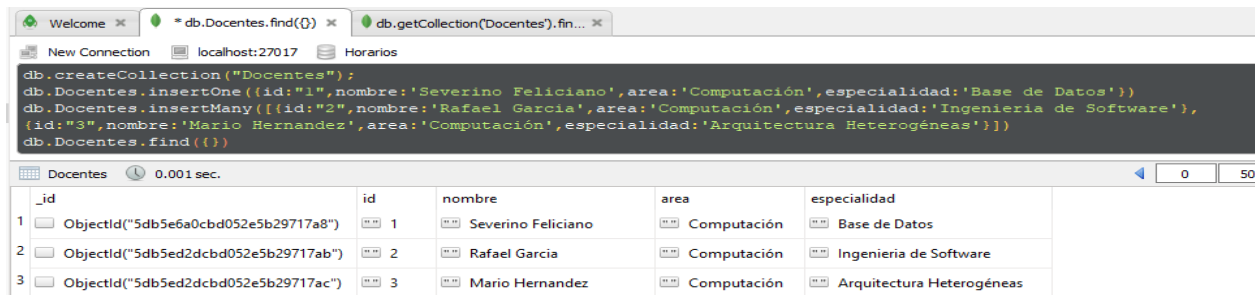 Welcome * db.Docentes.find({}) db.getCollection('Docentes').fin...
New Connection localhost:27017 Horarios
db.createCollection("Docentes");
db.Docentes.insertOne({id:"1",nombre:'Severino Feliciano',area:'Computación',especialidad:'Base de Datos'})
db.Docentes.insertMany([{id:"2",nombre:'Rafael Garcia',area:'Computación',especialidad:'Ingenieria de Software'},
{id:"3",nombre:'Mario Hernandez',area:'Computación',especialidad:'Arquitectura Heterogéneas'}])
db.Docentes.find({})
Docentes 0.001 sec. 0 50
_id id nombre area especialidad
1 ObjectId("5db5e6a0cbd052e5b29717a8") "" 1 "" Severino Feliciano "" Computación "" Base de Datos
2 ObjectId("5db5ed2dcbd052e5b29717ab") "" 2 "" Rafael Garcia "" Computación "" Ingenieria de Software
3 ObjectId("5db5ed2dcbd052e5b29717ac") "" 3 "" Mario Hernandez "" Computación "" Arquitectura Heterogéneas